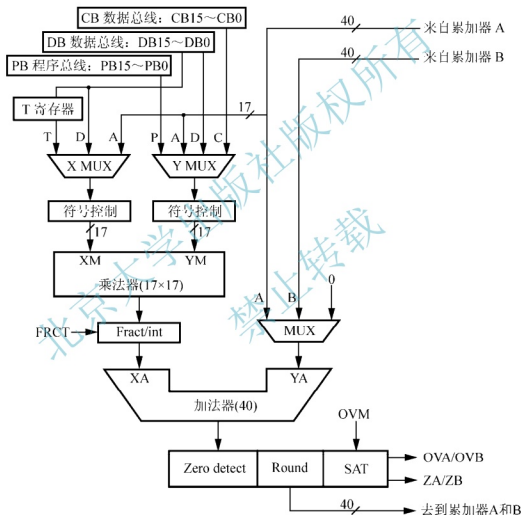 CB 数据总线：CB15～CB0
DB 数据总线：DB15～DB0
PB 程序总线：PB15～PB0
40
来自累加器 A
40
来自累加器 B
T 寄存器
17
T D A P A D C
X MUX
Y MUX
符号控制
符号控制
17
17
XM
YM
乘法器(17×17)
A
B
0
FRCT
Fract/int
MUX
XA
YA
加法器(40)
OVM
Zero detect
Round
SAT
OVA/OVB
ZA/ZB
40
去到累加器A和B
北京大学出版社版权所有
禁止转载